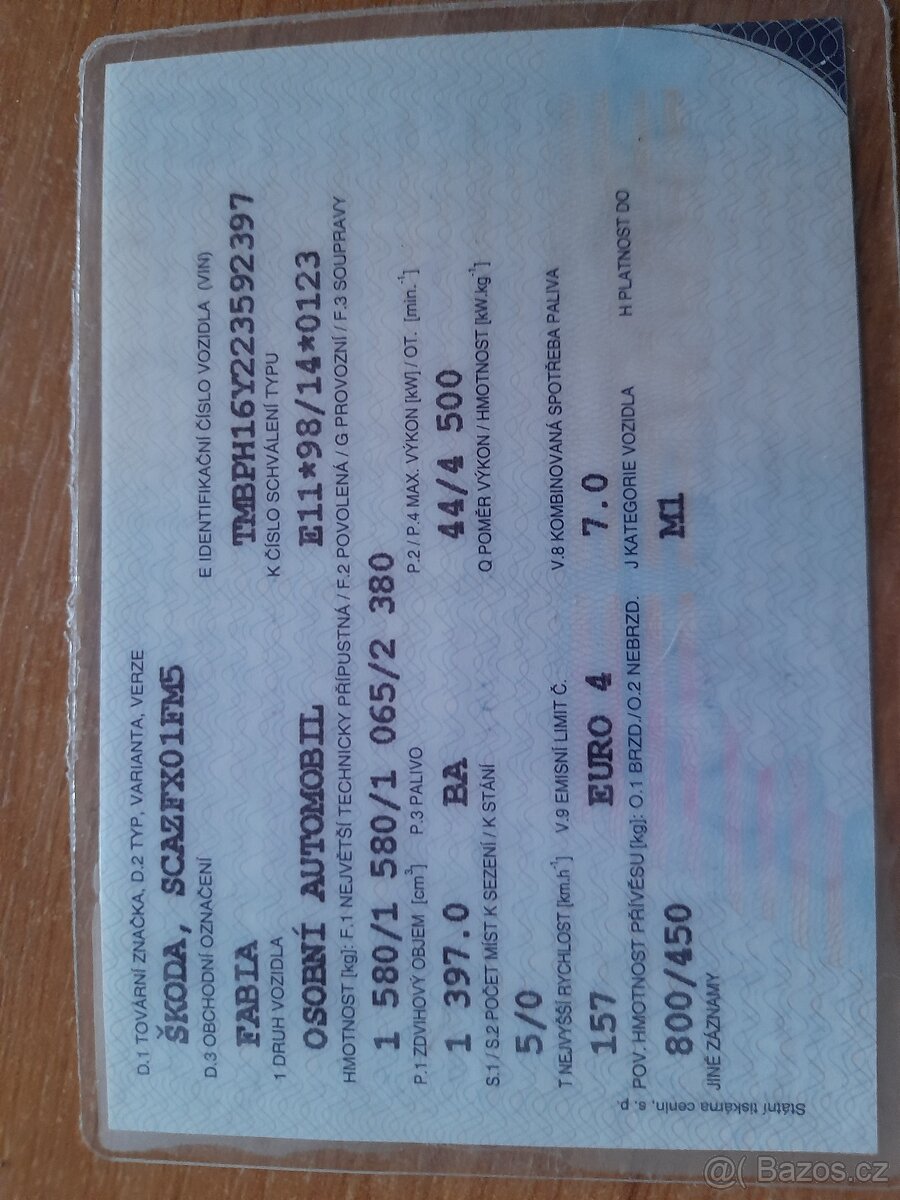 D.1 TOVÁRNÍ ZNAČKA, D.2 TYP, VARIANTA, VERZE
ŠKODA, SCAZFX01FM5
D.3 OBCHODNÍ OZNAČENÍ E IDENTIFIKAČNÍ ČÍSLO VOZIDLA (VIN)
FABIA TMBPH16Y223592397
1 DRUH VOZIDLA K ČÍSLO SCHVÁLENÍ TYPU
OSOBNÍ AUTOMOBIL E11*98/14*0123
HMOTNOST [kg]: F.1 NEJVĚTŠÍ TECHNICKY PŘÍPUSTNÁ / F.2 POVOLENÁ / G PROVOZNÍ / F.3 SOUPRAVY
1 580/1 580/1 065/2 380
P.1 ZDVIHOVÝ OBJEM [cm³] P.3 PALIVO P.2 / P.4 MAX. VÝKON [kW] / OT. [min.⁻¹]
1 397.0 BA 44/4 500
S.1 / S.2 POČET MÍST K SEZENÍ / K STÁNÍ Q POMĚR VÝKON / HMOTNOST [kW.kg⁻¹]
5/0
T NEJVYŠŠÍ RYCHLOST [km.h⁻¹] V.9 EMISNÍ LIMIT Č. V.8 KOMBINOVANÁ SPOTŘEBA PALIVA
157 EURO 4 7.0
POV. HMOTNOST PŘÍVĚSU [kg]: O.1 BRZD./O.2 NEBRZD. J KATEGORIE VOZIDLA H PLATNOST DO
800/450 M1
JINÉ ZÁZNAMY
Státní tiskárna cenin, s. p.
@( Bazos.cz